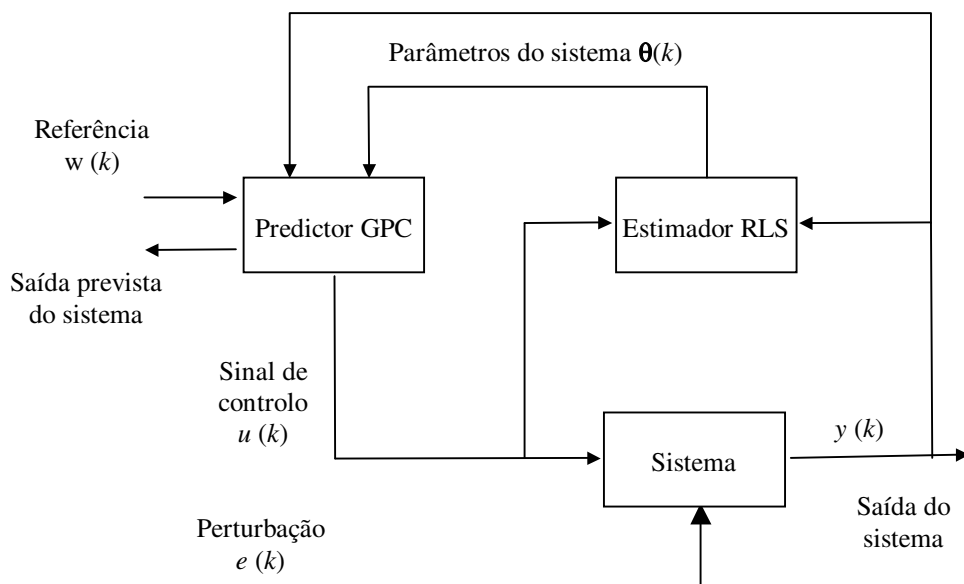 Parâmetros do sistema θ(k)
Referência
w (k)
Predictor GPC
Estimador RLS
Saída prevista
do sistema
Sinal de
controlo
u (k)
Sistema
y (k)
Saída do
sistema
Perturbação
e (k)